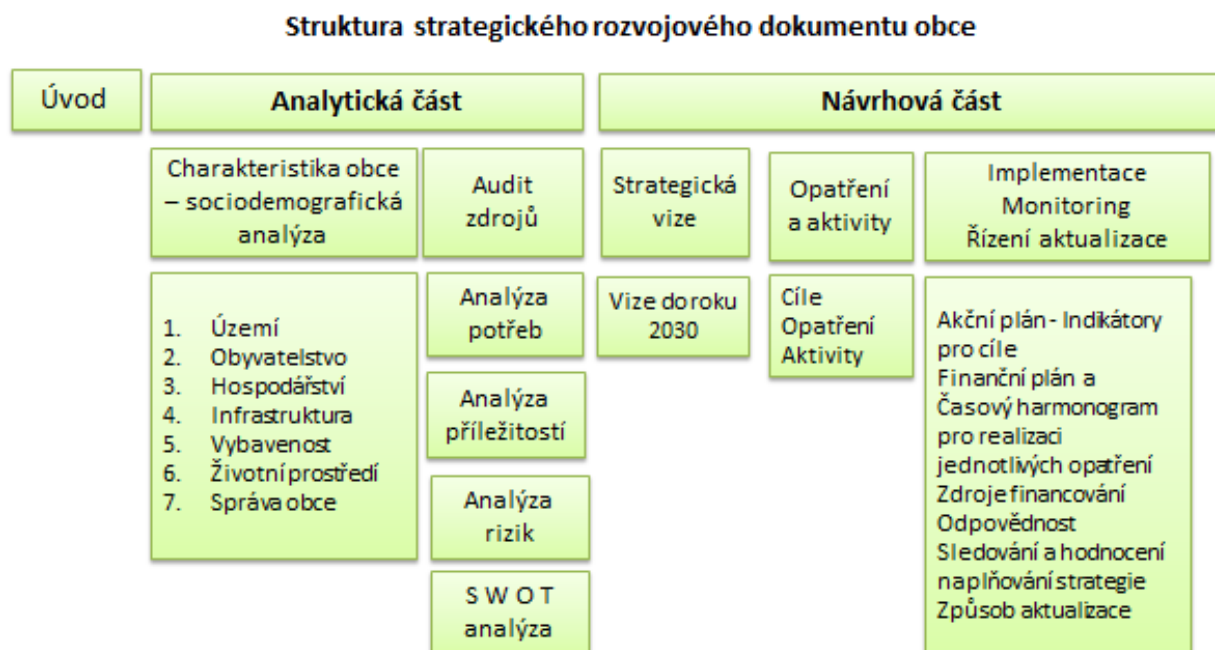 Struktura strategického rozvojového dokumentu obce
Úvod
Analytická část
Návrhová část
Charakteristika obce
– sociodemografická
analýza
Audit
zdrojů
Strategická
vize
Opatření
a aktivity
Implementace
Monitoring
Řízení aktualizace
1. Území
2. Obyvatelstvo
3. Hospodářství
4. Infrastruktura
5. Vybavenost
6. Životní prostředí
7. Správa obce
Analýza
potřeb
Analýza
příležitostí
Analýza
rizik
S W O T
analýza
Vize do roku
2030
Cíle
Opatření
Aktivity
Akční plán - Indikátory
pro cíle
Finanční plán a
Časový harmonogram
pro realizaci
jednotlivých opatření
Zdroje financování
Odpovědnost
Sledování a hodnocení
naplňování strategie
Způsob aktualizace